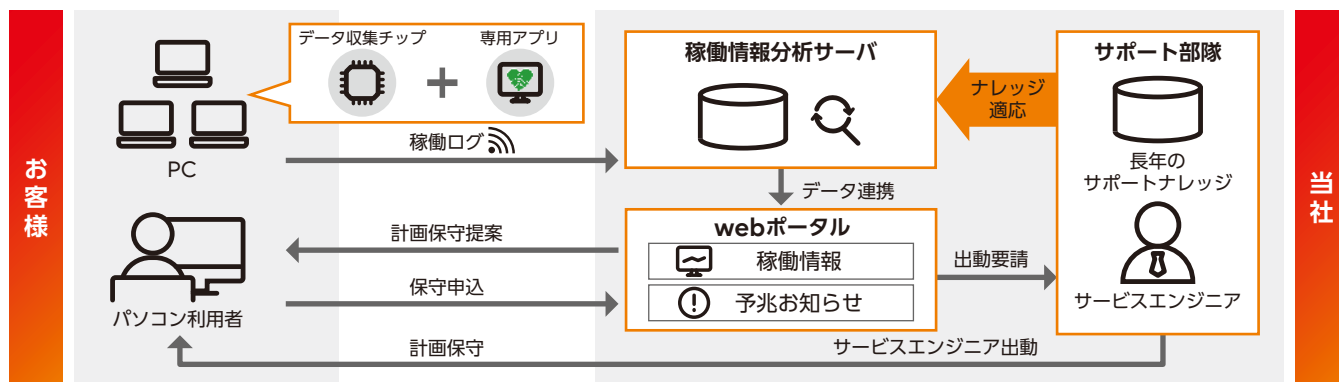 お客様
データ収集チップ
専用アプリ
PC
稼働ログ
稼働情報分析サーバ
ナレッジ
適応
サポート部隊
長年の
サポートナレッジ
データ連携
webポータル
稼働情報
予兆お知らせ
計画保守提案
保守申込
パソコン利用者
出動要請
サービスエンジニア
計画保守
サービスエンジニア出動
当社